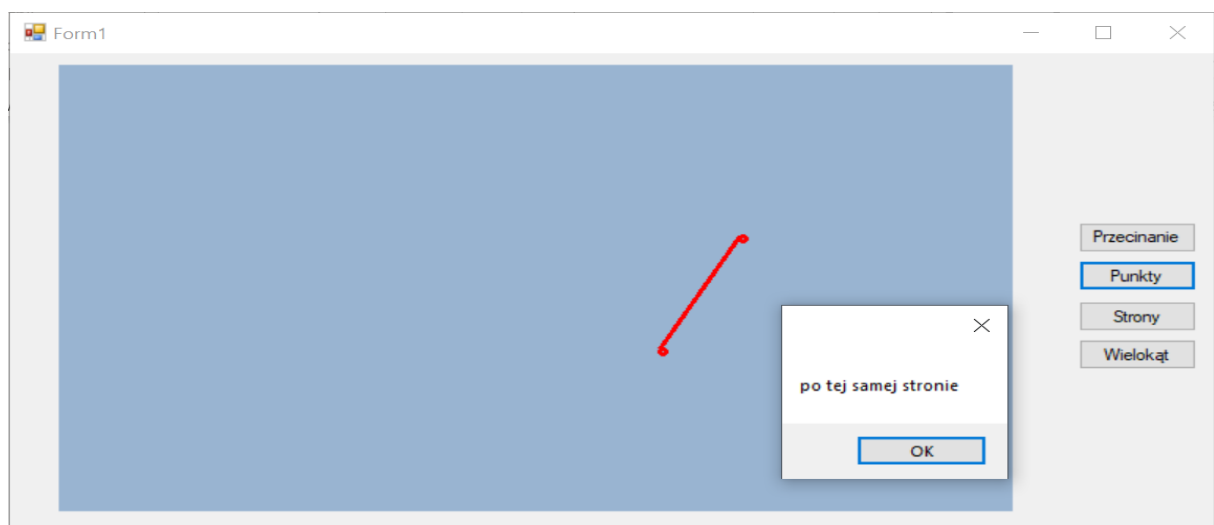 Form1
Przecinanie
Punkty
Strony
Wielokąt
po tej samej stronie
OK